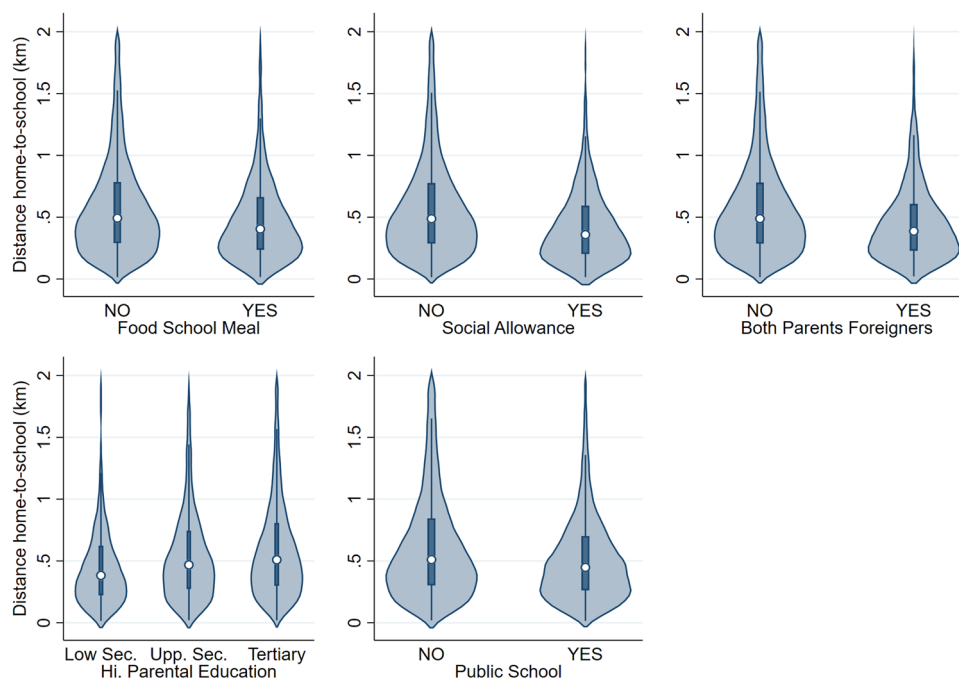 Distance home-to-school (km)
2
1.5
1
.5
0
NO YES
Food School Meal
2
1.5
1
.5
0
NO YES
Social Allowance
2
1.5
1
.5
0
NO YES
Both Parents Foreigners
Distance home-to-school (km)
2
1.5
1
.5
0
Low Sec. Upp. Sec. Tertiary
Hi. Parental Education
2
1.5
1
.5
0
NO YES
Public School